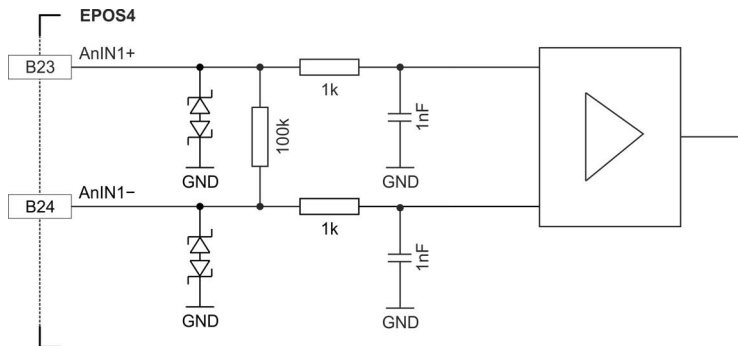 EPOS4
AnIN1+
B23
1k
1nF
100k
GND
GND
AnIN1−
B24
1k
1nF
GND
GND